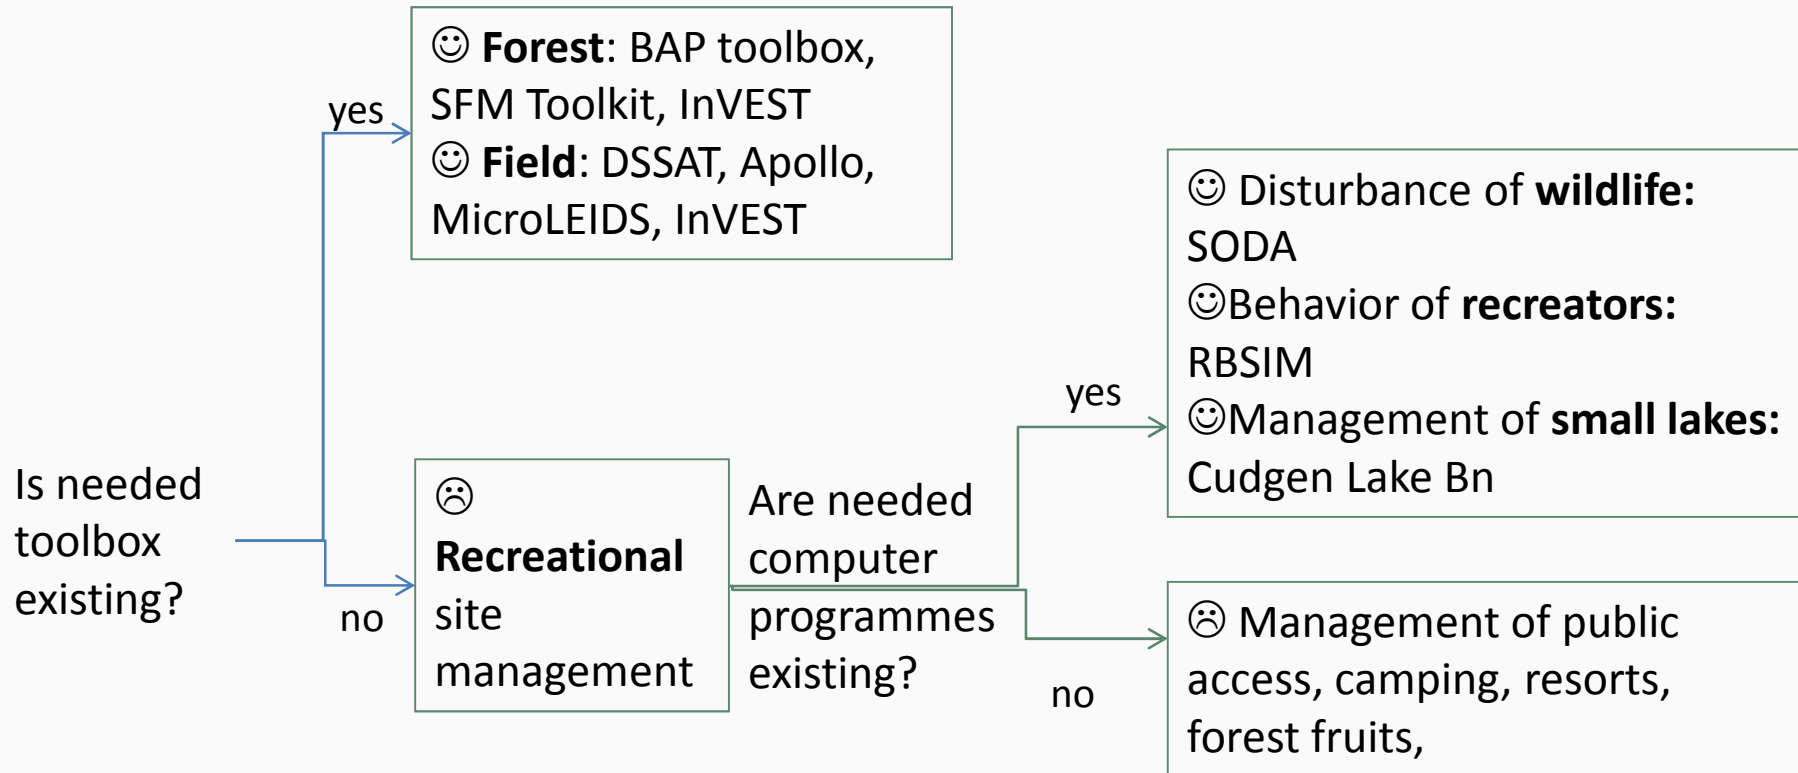 ☺ Forest: BAP toolbox,
SFM Toolkit, InVEST
☺ Field: DSSAT, Apollo,
MicroLEIDS, InVEST
yes
Is needed
toolbox
existing?
no
☹
Recreational
site
management
Are needed
computer
programmes
existing?
yes
☺ Disturbance of wildlife:
SODA
☺Behavior of recreators:
RBSIM
☺Management of small lakes:
Cudgen Lake Bn
no
☹ Management of public
access, camping, resorts,
forest fruits,